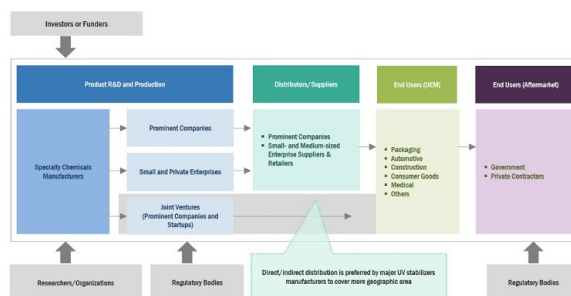 Investors or Funders
Product R&D and Production
Distributors/Suppliers
End Users (OEM)
End Users (Aftermarket)
Specialty Chemicals
Manufacturers
Prominent Companies
Small and Private Enterprises
Joint Ventures
(Prominent Companies and
Startups)
▪ Prominent Companies
▪ Small- and Medium-sized
Enterprise Suppliers &
Retailers
▪ Packaging
▪ Automotive
▪ Construction
▪ Consumer Goods
▪ Medical
▪ Others
▪ Government
▪ Private Contractors
Researchers/Organizations
Regulatory Bodies
Direct/indirect distribution is preferred by major UV stabilizers
manufacturers to cover more geographic area
Regulatory Bodies